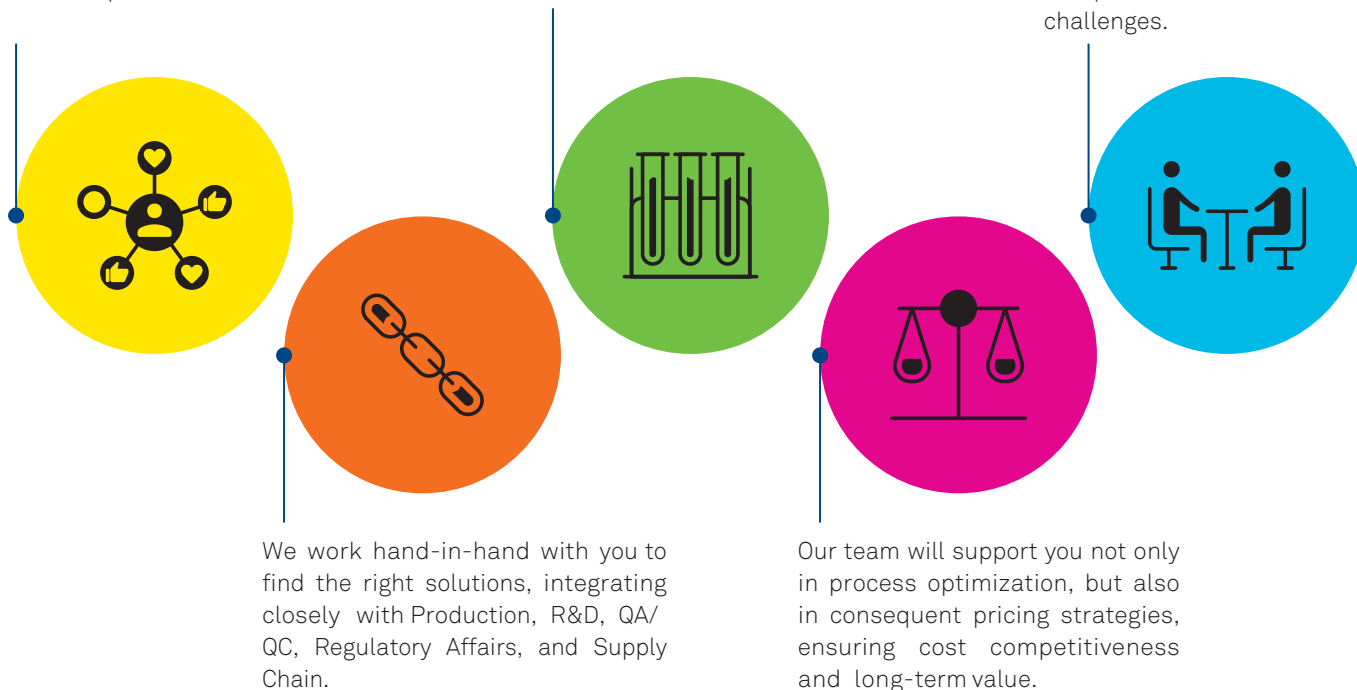 challenges.
We work hand-in-hand with you to
find the right solutions, integrating
closely with Production, R&D, QA/
QC, Regulatory Affairs, and Supply
Chain.
Our team will support you not only
in process optimization, but also
in consequent pricing strategies,
ensuring cost competitiveness
and long-term value.